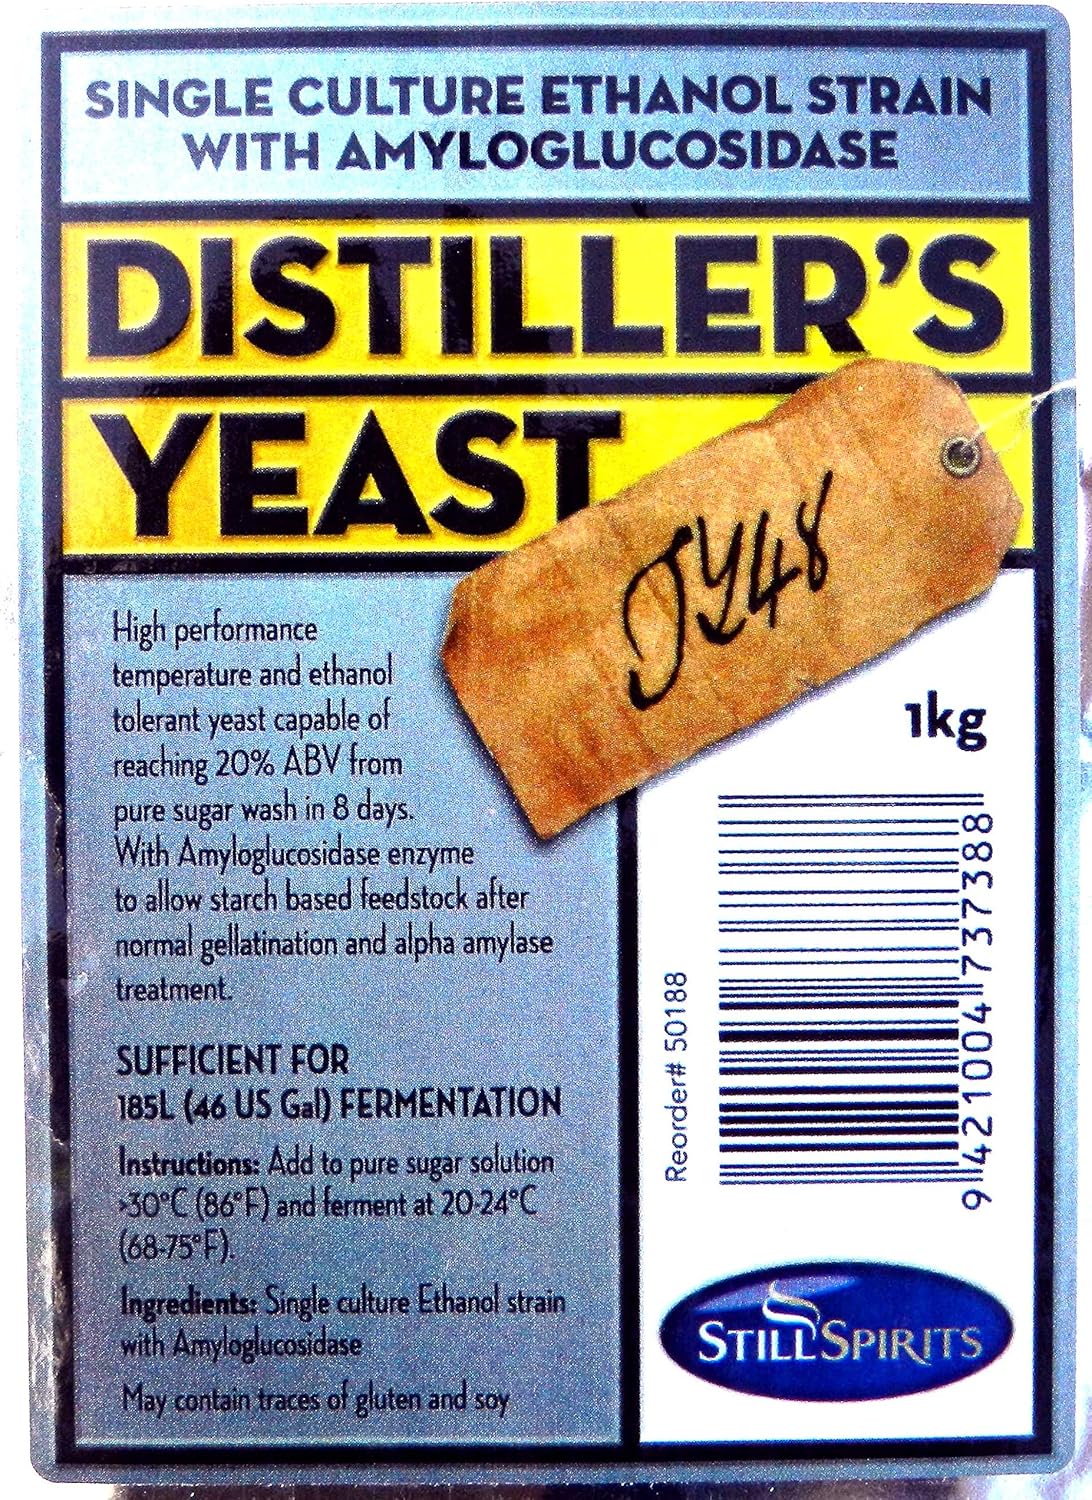 SINGLE CULTURE ETHANOL STRAIN
WITH AMYLOGLUCOSIDASE
DISTILLER'S
YEAST
DY48
High performance
temperature and ethanol
tolerant yeast capable of
reaching 20% ABV from
pure sugar wash in 8 days.
With Amyloglucosidase enzyme
to allow starch based feedstock after
normal gellatination and alpha amylase
treatment.
SUFFICIENT FOR
185L (46 US Gal) FERMENTATION
Instructions: Add to pure sugar solution
>30°C (86°F) and ferment at 20-24°C
(68-75°F).
Ingredients: Single culture Ethanol strain
with Amyloglucosidase
May contain traces of gluten and soy
1kg
Reorder# 50188
9 421004 737388
STILL SPIRITS